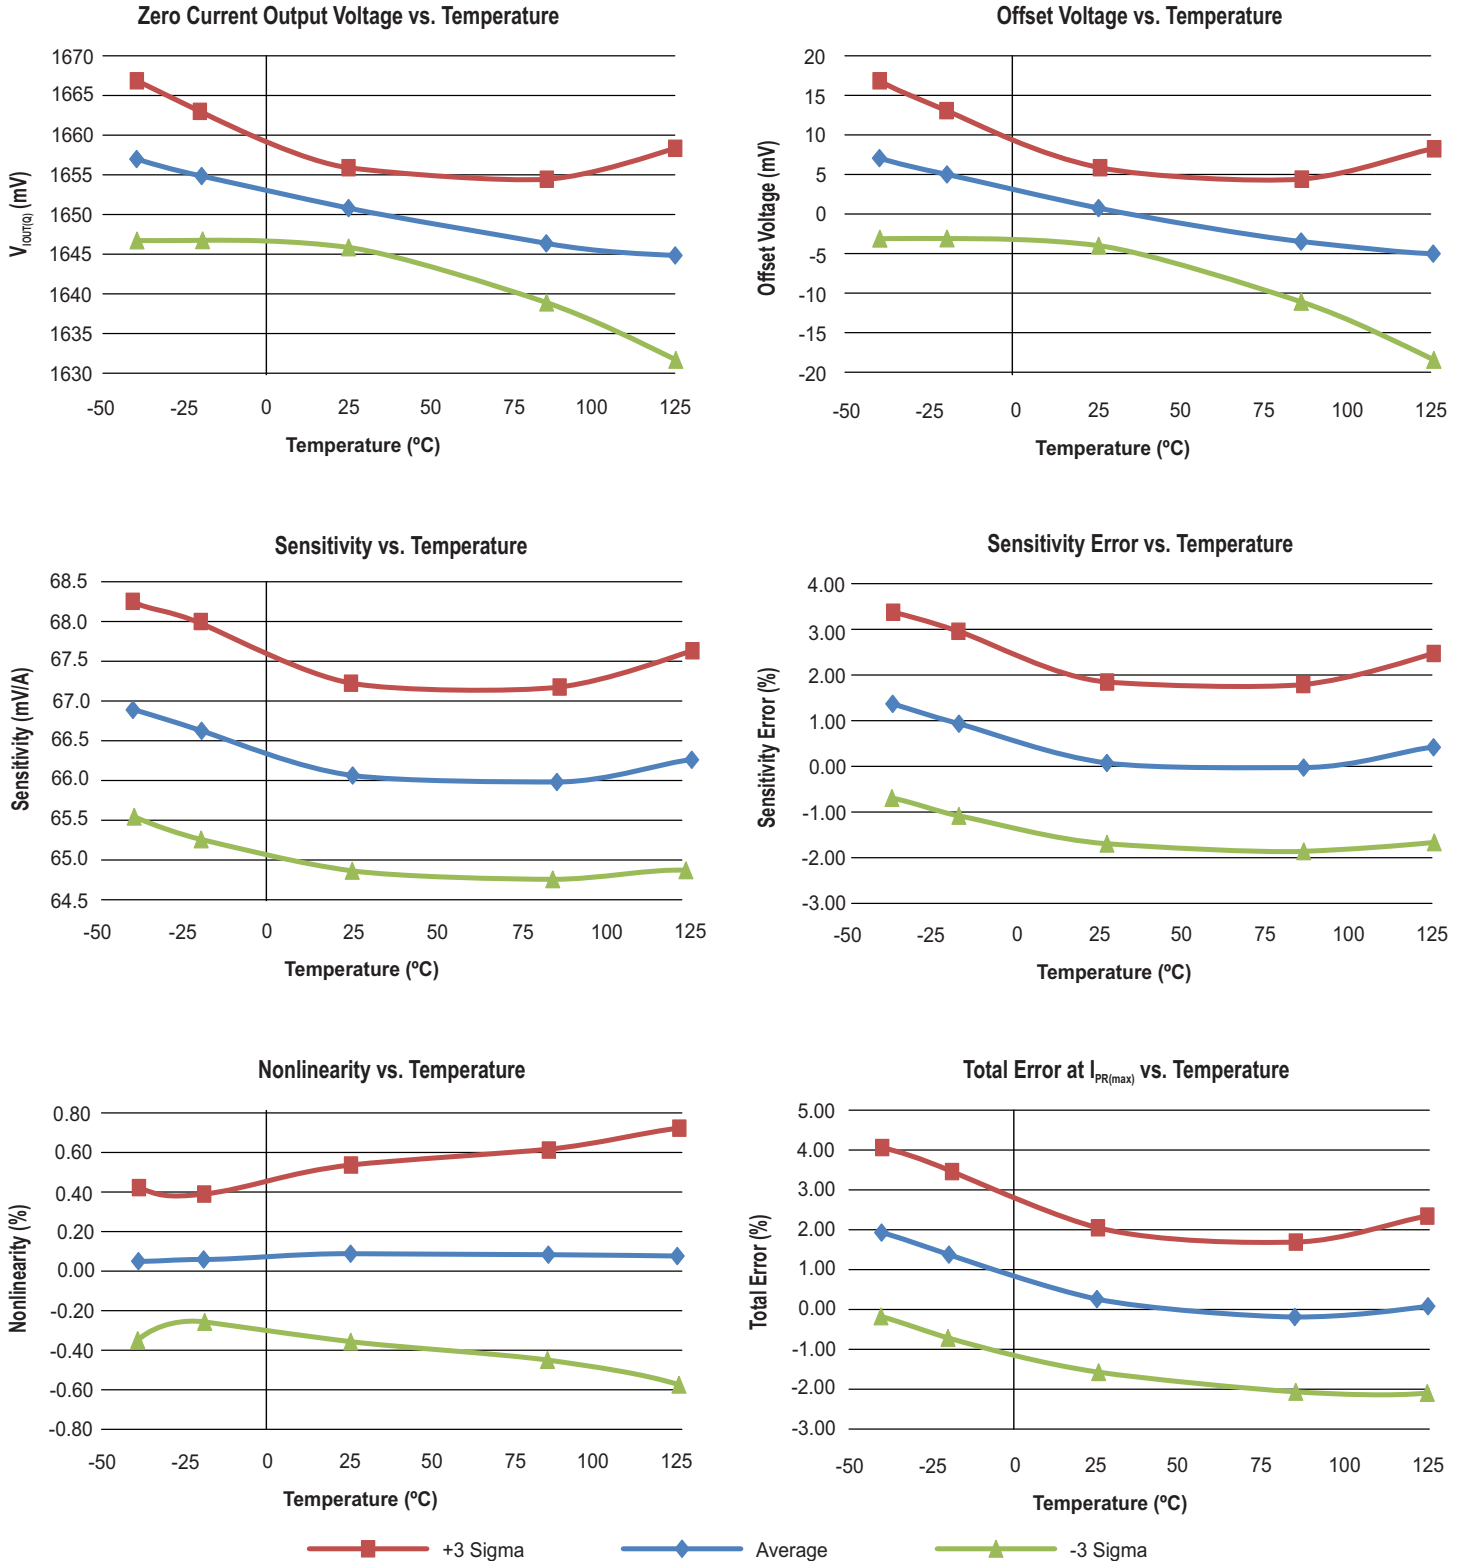 Zero Current Output Voltage vs. Temperature
1670
1665
1660
1655
1650
1645
1640
1635
1630
V_IOUT(Q) (mV)
-50 -25 0 25 50 75 100 125
Temperature (ºC)
Offset Voltage vs. Temperature
20
15
10
5
0
-5
-10
-15
-20
Offset Voltage (mV)
-50 -25 0 25 50 75 100 125
Temperature (ºC)
Sensitivity vs. Temperature
68.5
68.0
67.5
67.0
66.5
66.0
65.5
65.0
64.5
Sensitivity (mV/A)
-50 -25 0 25 50 75 100 125
Temperature (ºC)
Sensitivity Error vs. Temperature
4.00
3.00
2.00
1.00
0.00
-1.00
-2.00
-3.00
Sensitivity Error (%)
-50 -25 0 25 50 75 100 125
Temperature (ºC)
Nonlinearity vs. Temperature
0.80
0.60
0.40
0.20
0.00
-0.20
-0.40
-0.60
-0.80
Nonlinearity (%)
-50 -25 0 25 50 75 100 125
Temperature (ºC)
Total Error at I_PR(max) vs. Temperature
5.00
4.00
3.00
2.00
1.00
0.00
-1.00
-2.00
-3.00
Total Error (%)
-50 -25 0 25 50 75 100 125
Temperature (ºC)
+3 Sigma Average -3 Sigma